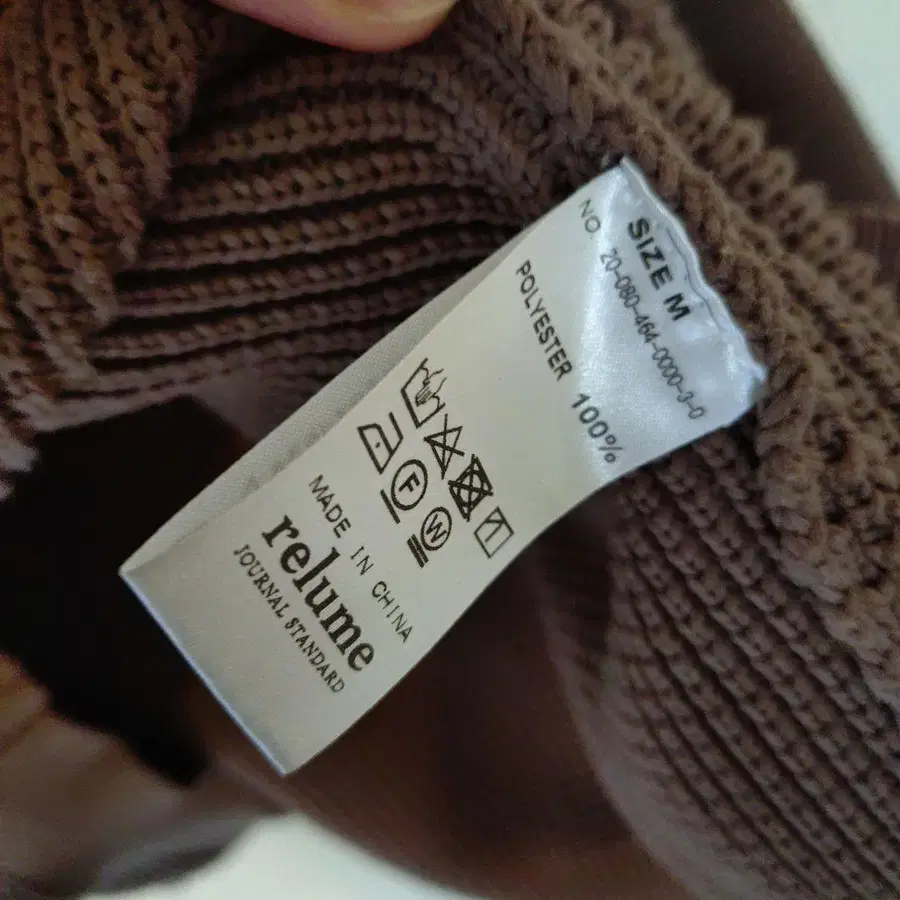 SIZE M
NO 20-080-464-0000-3-0
POLYESTER 100%
F W
MADE IN CHINA
relume
JOURNAL STANDARD